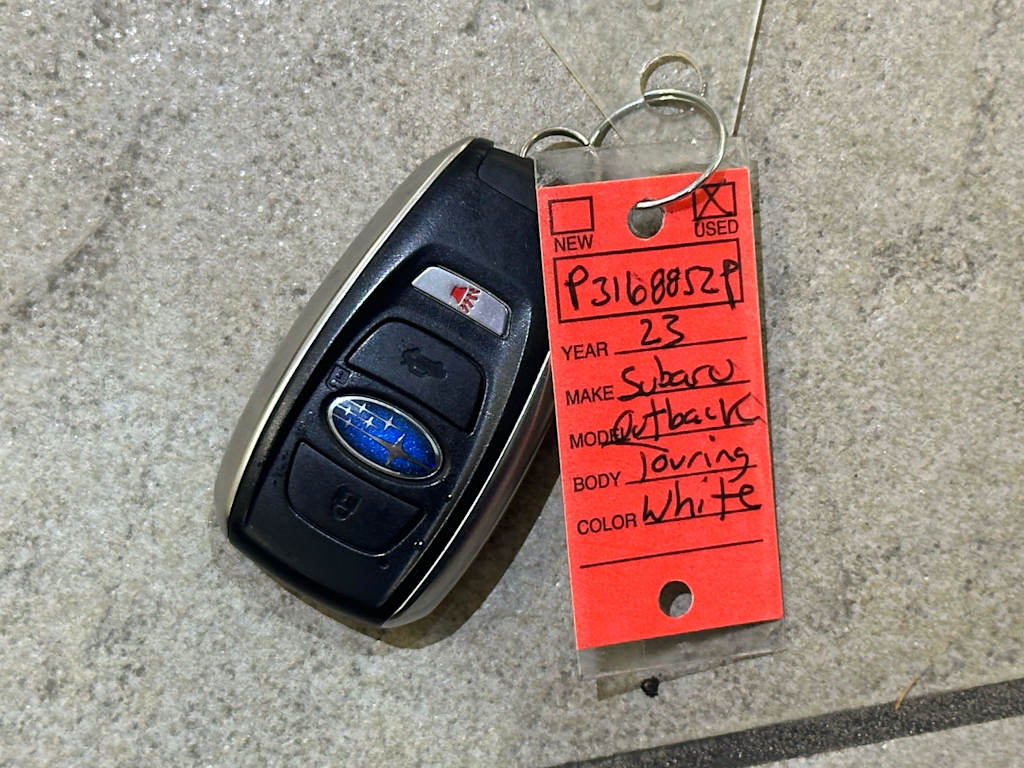 NEW
USED
P3168852P
YEAR 23
MAKE Subaru
MODEL Outback
BODY Touring
COLOR White